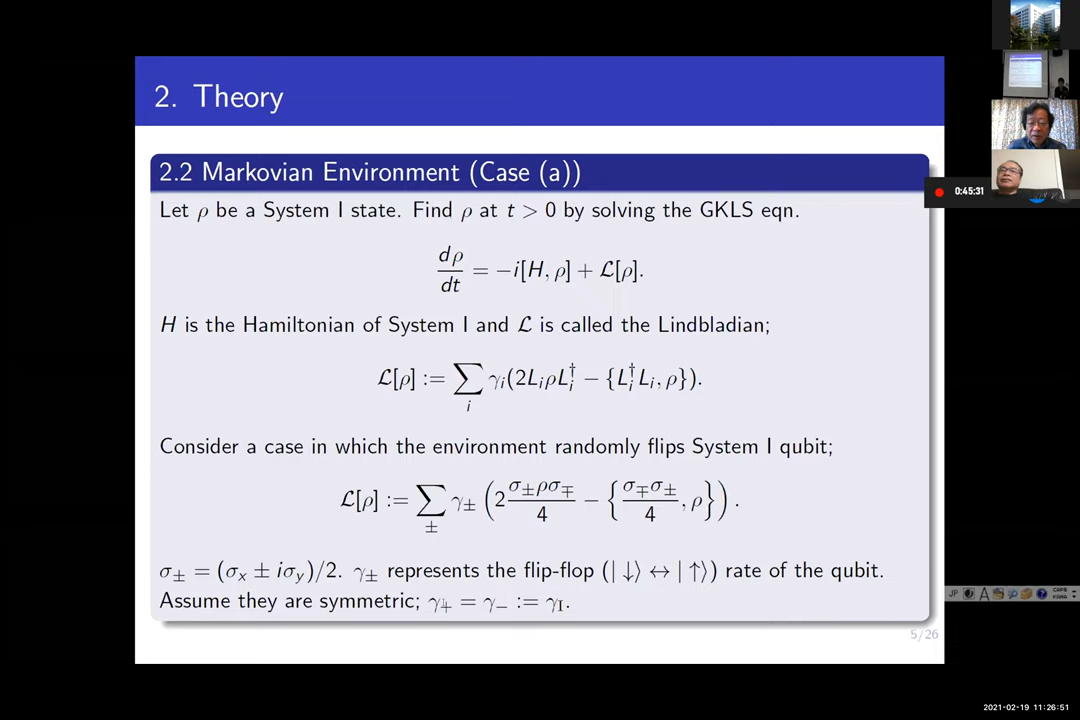 2. Theory
2.2 Markovian Environment (Case (a))
Let ρ be a System I state. Find ρ at t > 0 by solving the GKLS eqn.
dρ/dt = −i[H, ρ] + ℒ[ρ].
H is the Hamiltonian of System I and ℒ is called the Lindbladian;
ℒ[ρ] := ∑_i γ_i(2L_iρL_i^† − {L_i^†L_i, ρ}).
Consider a case in which the environment randomly flips System I qubit;
ℒ[ρ] := ∑_± γ_± (2 σ_±ρσ_∓/4 − {σ_∓σ_±/4, ρ}).
σ_± = (σ_x ± iσ_y)/2. γ_± represents the flip-flop (|↓⟩ ↔ |↑⟩) rate of the qubit.
Assume they are symmetric; γ_+ = γ_− := γ_I.
5/26
0:45:31
JP
A
CAPS
KANA
2021-02-19 11:26:51